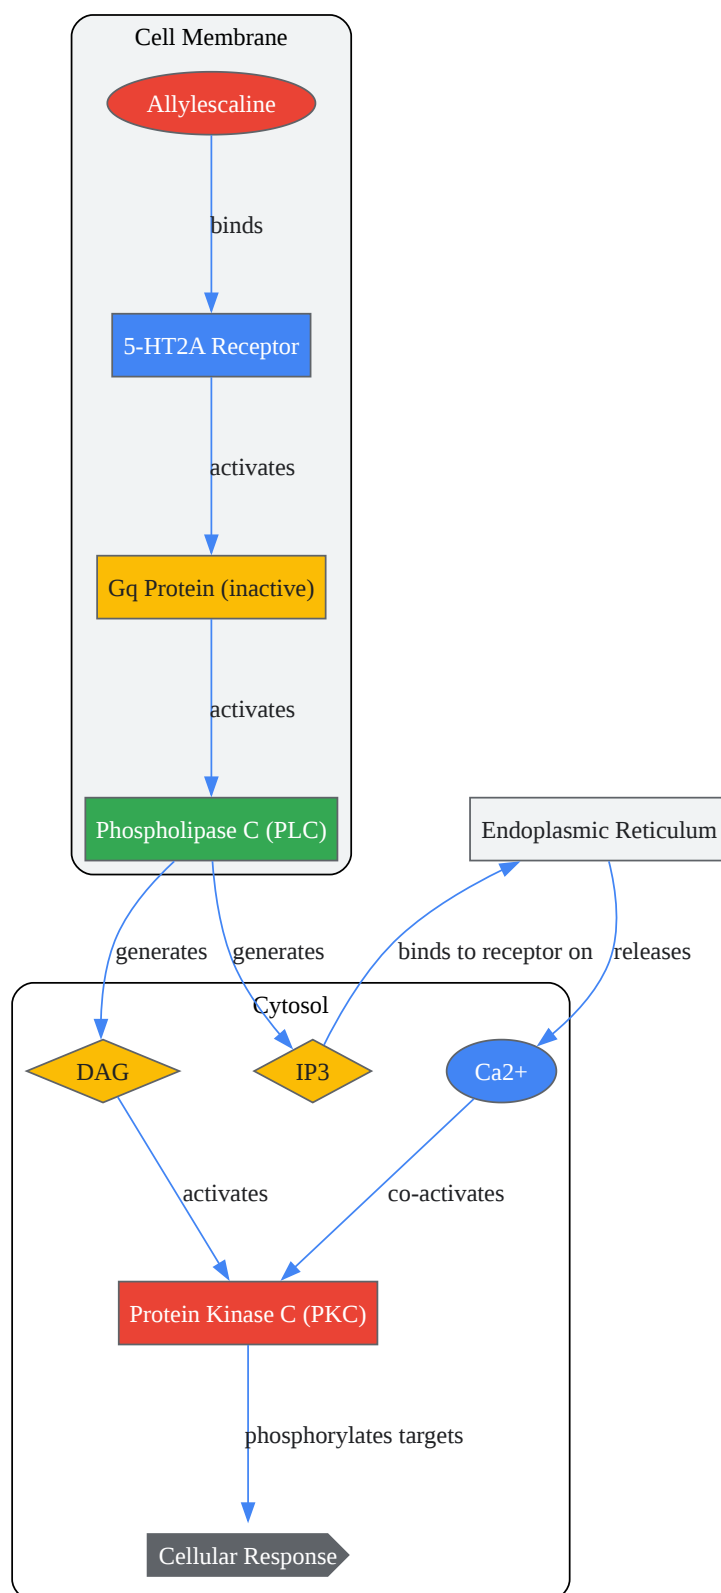 Cell Membrane
Allylescaline
binds
5-HT2A Receptor
activates
Gq Protein (inactive)
activates
Phospholipase C (PLC)
Endoplasmic Reticulum
generates
generates
binds to receptor on
releases
Cytosol
DAG
IP3
Ca2+
activates
co-activates
Protein Kinase C (PKC)
phosphorylates targets
Cellular Response